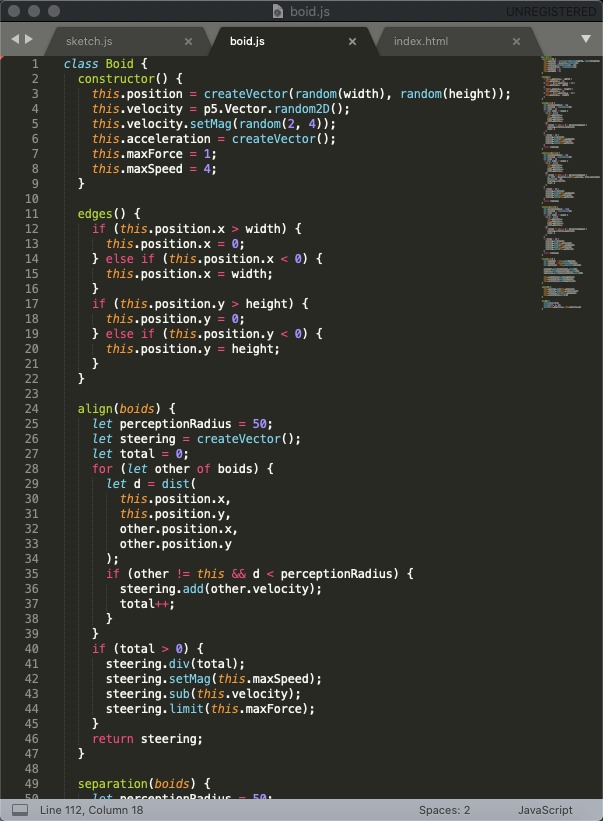 boid.js
UNREGISTERED
sketch.js
boid.js
index.html
1 class Boid {
2   constructor() {
3     this.position = createVector(random(width), random(height));
4     this.velocity = p5.Vector.random2D();
5     this.velocity.setMag(random(2, 4));
6     this.acceleration = createVector();
7     this.maxForce = 1;
8     this.maxSpeed = 4;
9   }
10
11   edges() {
12     if (this.position.x > width) {
13       this.position.x = 0;
14     } else if (this.position.x < 0) {
15       this.position.x = width;
16     }
17     if (this.position.y > height) {
18       this.position.y = 0;
19     } else if (this.position.y < 0) {
20       this.position.y = height;
21     }
22   }
23
24   align(boids) {
25     let perceptionRadius = 50;
26     let steering = createVector();
27     let total = 0;
28     for (let other of boids) {
29       let d = dist(
30         this.position.x,
31         this.position.y,
32         other.position.x,
33         other.position.y
34       );
35       if (other != this && d < perceptionRadius) {
36         steering.add(other.velocity);
37         total++;
38       }
39     }
40     if (total > 0) {
41       steering.div(total);
42       steering.setMag(this.maxSpeed);
43       steering.sub(this.velocity);
44       steering.limit(this.maxForce);
45     }
46     return steering;
47   }
48
49   separation(boids) {
50     let perceptionRadius = 50;
Line 112, Column 18
Spaces: 2
JavaScript